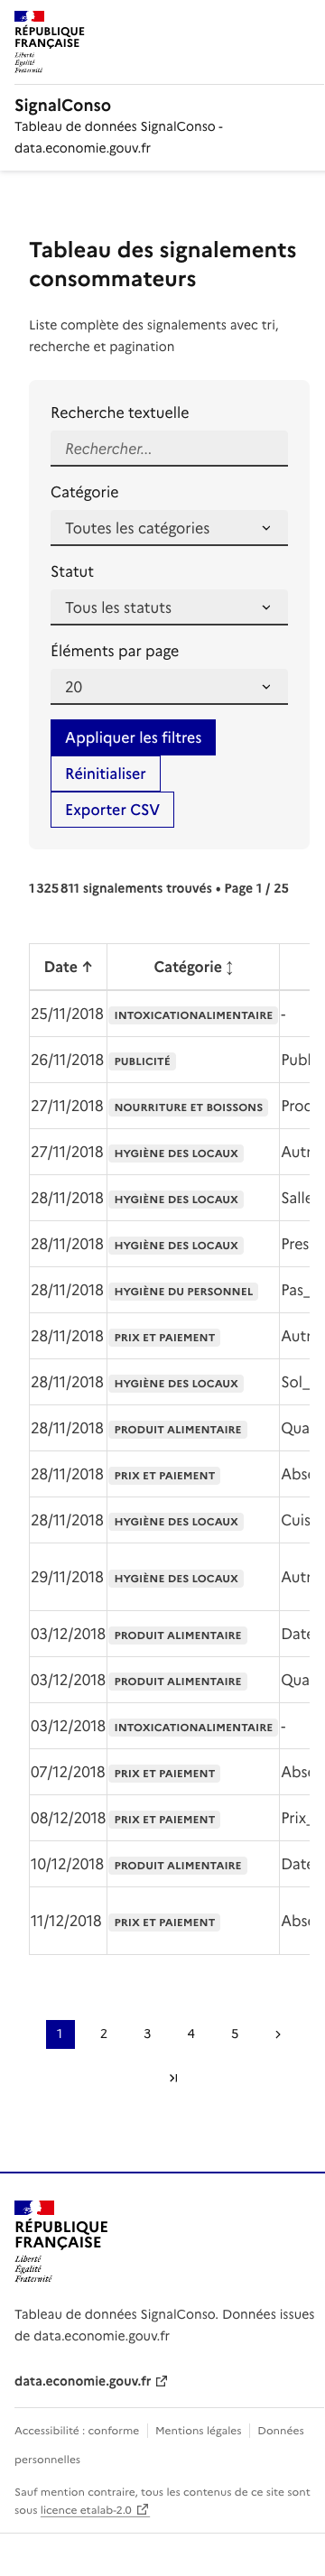 RÉPUBLIQUE
FRANÇAISE
Liberté
Égalité
Fraternité
SignalConso
Tableau de données SignalConso -
data.economie.gouv.fr
Tableau des signalements
consommateurs
Liste complète des signalements avec tri,
recherche et pagination
Recherche textuelle
Rechercher...
Catégorie
Toutes les catégories
Statut
Tous les statuts
Éléments par page
20
Appliquer les filtres
Réinitialiser
Exporter CSV
1 325 811 signalements trouvés • Page 1 / 25
Date ↑ Catégorie ↕
25/11/2018 INTOXICATIONALIMENTAIRE -
26/11/2018 PUBLICITÉ Publ
27/11/2018 NOURRITURE ET BOISSONS Proc
27/11/2018 HYGIÈNE DES LOCAUX Autr
28/11/2018 HYGIÈNE DES LOCAUX Salle
28/11/2018 HYGIÈNE DES LOCAUX Pres
28/11/2018 HYGIÈNE DU PERSONNEL Pas_
28/11/2018 PRIX ET PAIEMENT Autr
28/11/2018 HYGIÈNE DES LOCAUX Sol_
28/11/2018 PRODUIT ALIMENTAIRE Qua
28/11/2018 PRIX ET PAIEMENT Abse
28/11/2018 HYGIÈNE DES LOCAUX Cuis
29/11/2018 HYGIÈNE DES LOCAUX Autr
03/12/2018 PRODUIT ALIMENTAIRE Date
03/12/2018 PRODUIT ALIMENTAIRE Qua
03/12/2018 INTOXICATIONALIMENTAIRE -
07/12/2018 PRIX ET PAIEMENT Abse
08/12/2018 PRIX ET PAIEMENT Prix_
10/12/2018 PRODUIT ALIMENTAIRE Date
11/12/2018 PRIX ET PAIEMENT Abse
1 2 3 4 5
RÉPUBLIQUE
FRANÇAISE
Liberté
Égalité
Fraternité
Tableau de données SignalConso. Données issues
de data.economie.gouv.fr
data.economie.gouv.fr
Accessibilité : conforme Mentions légales Données
personnelles
Sauf mention contraire, tous les contenus de ce site sont
sous licence etalab-2.0